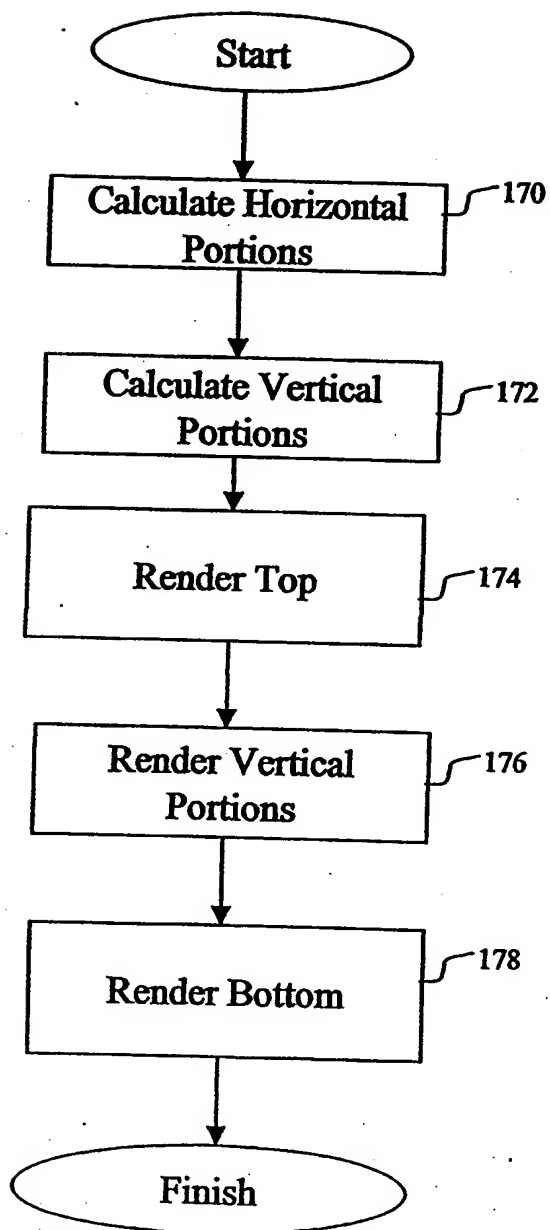 Start
Calculate Horizontal
Portions
170
Calculate Vertical
Portions
172
Render Top
174
Render Vertical
Portions
176
Render Bottom
178
Finish